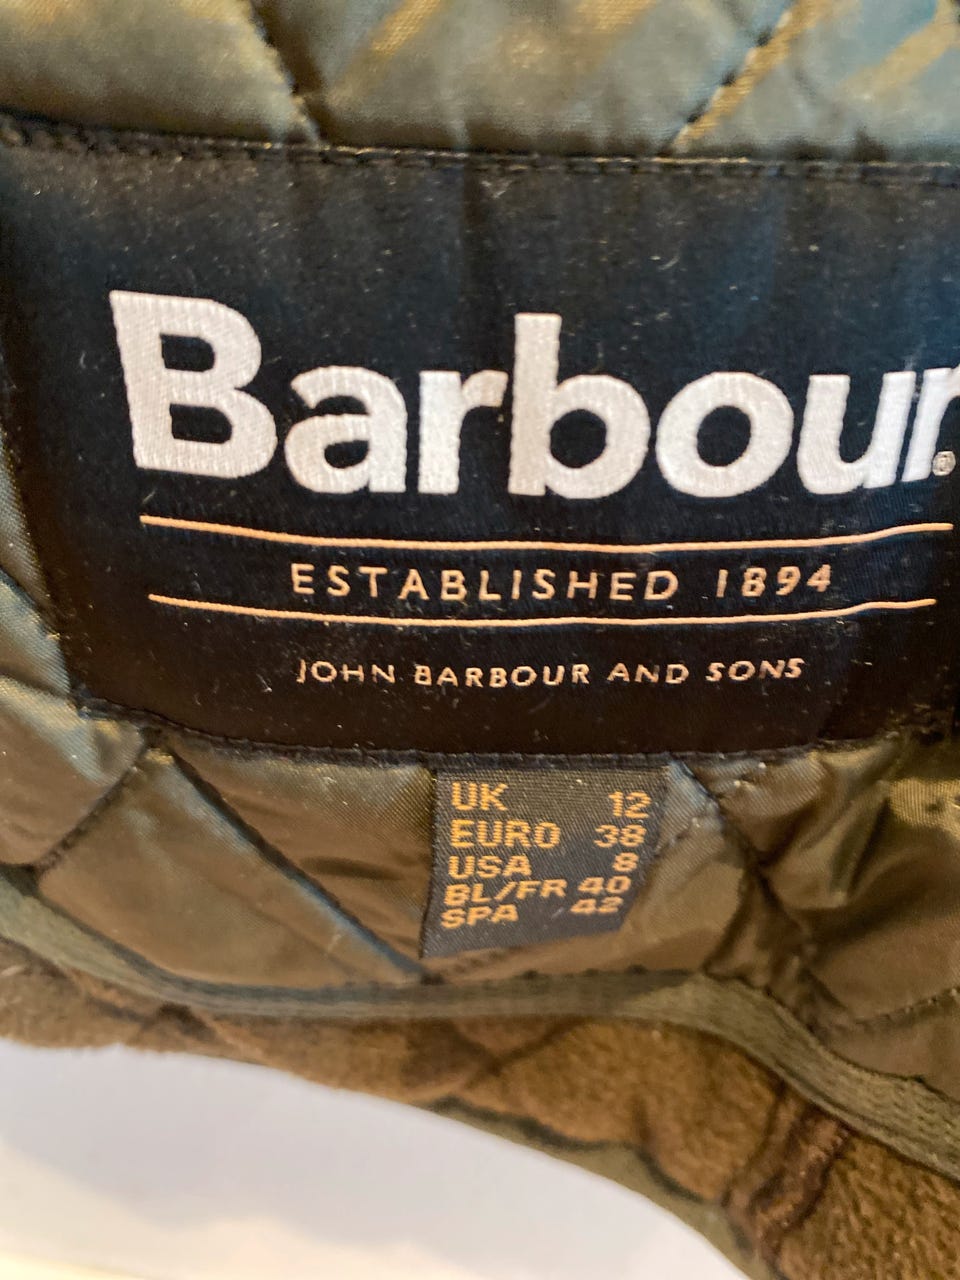 Barbour®
ESTABLISHED 1894
JOHN BARBOUR AND SONS
UK 12
EURO 38
USA 8
BL/FR 40
SPA 42